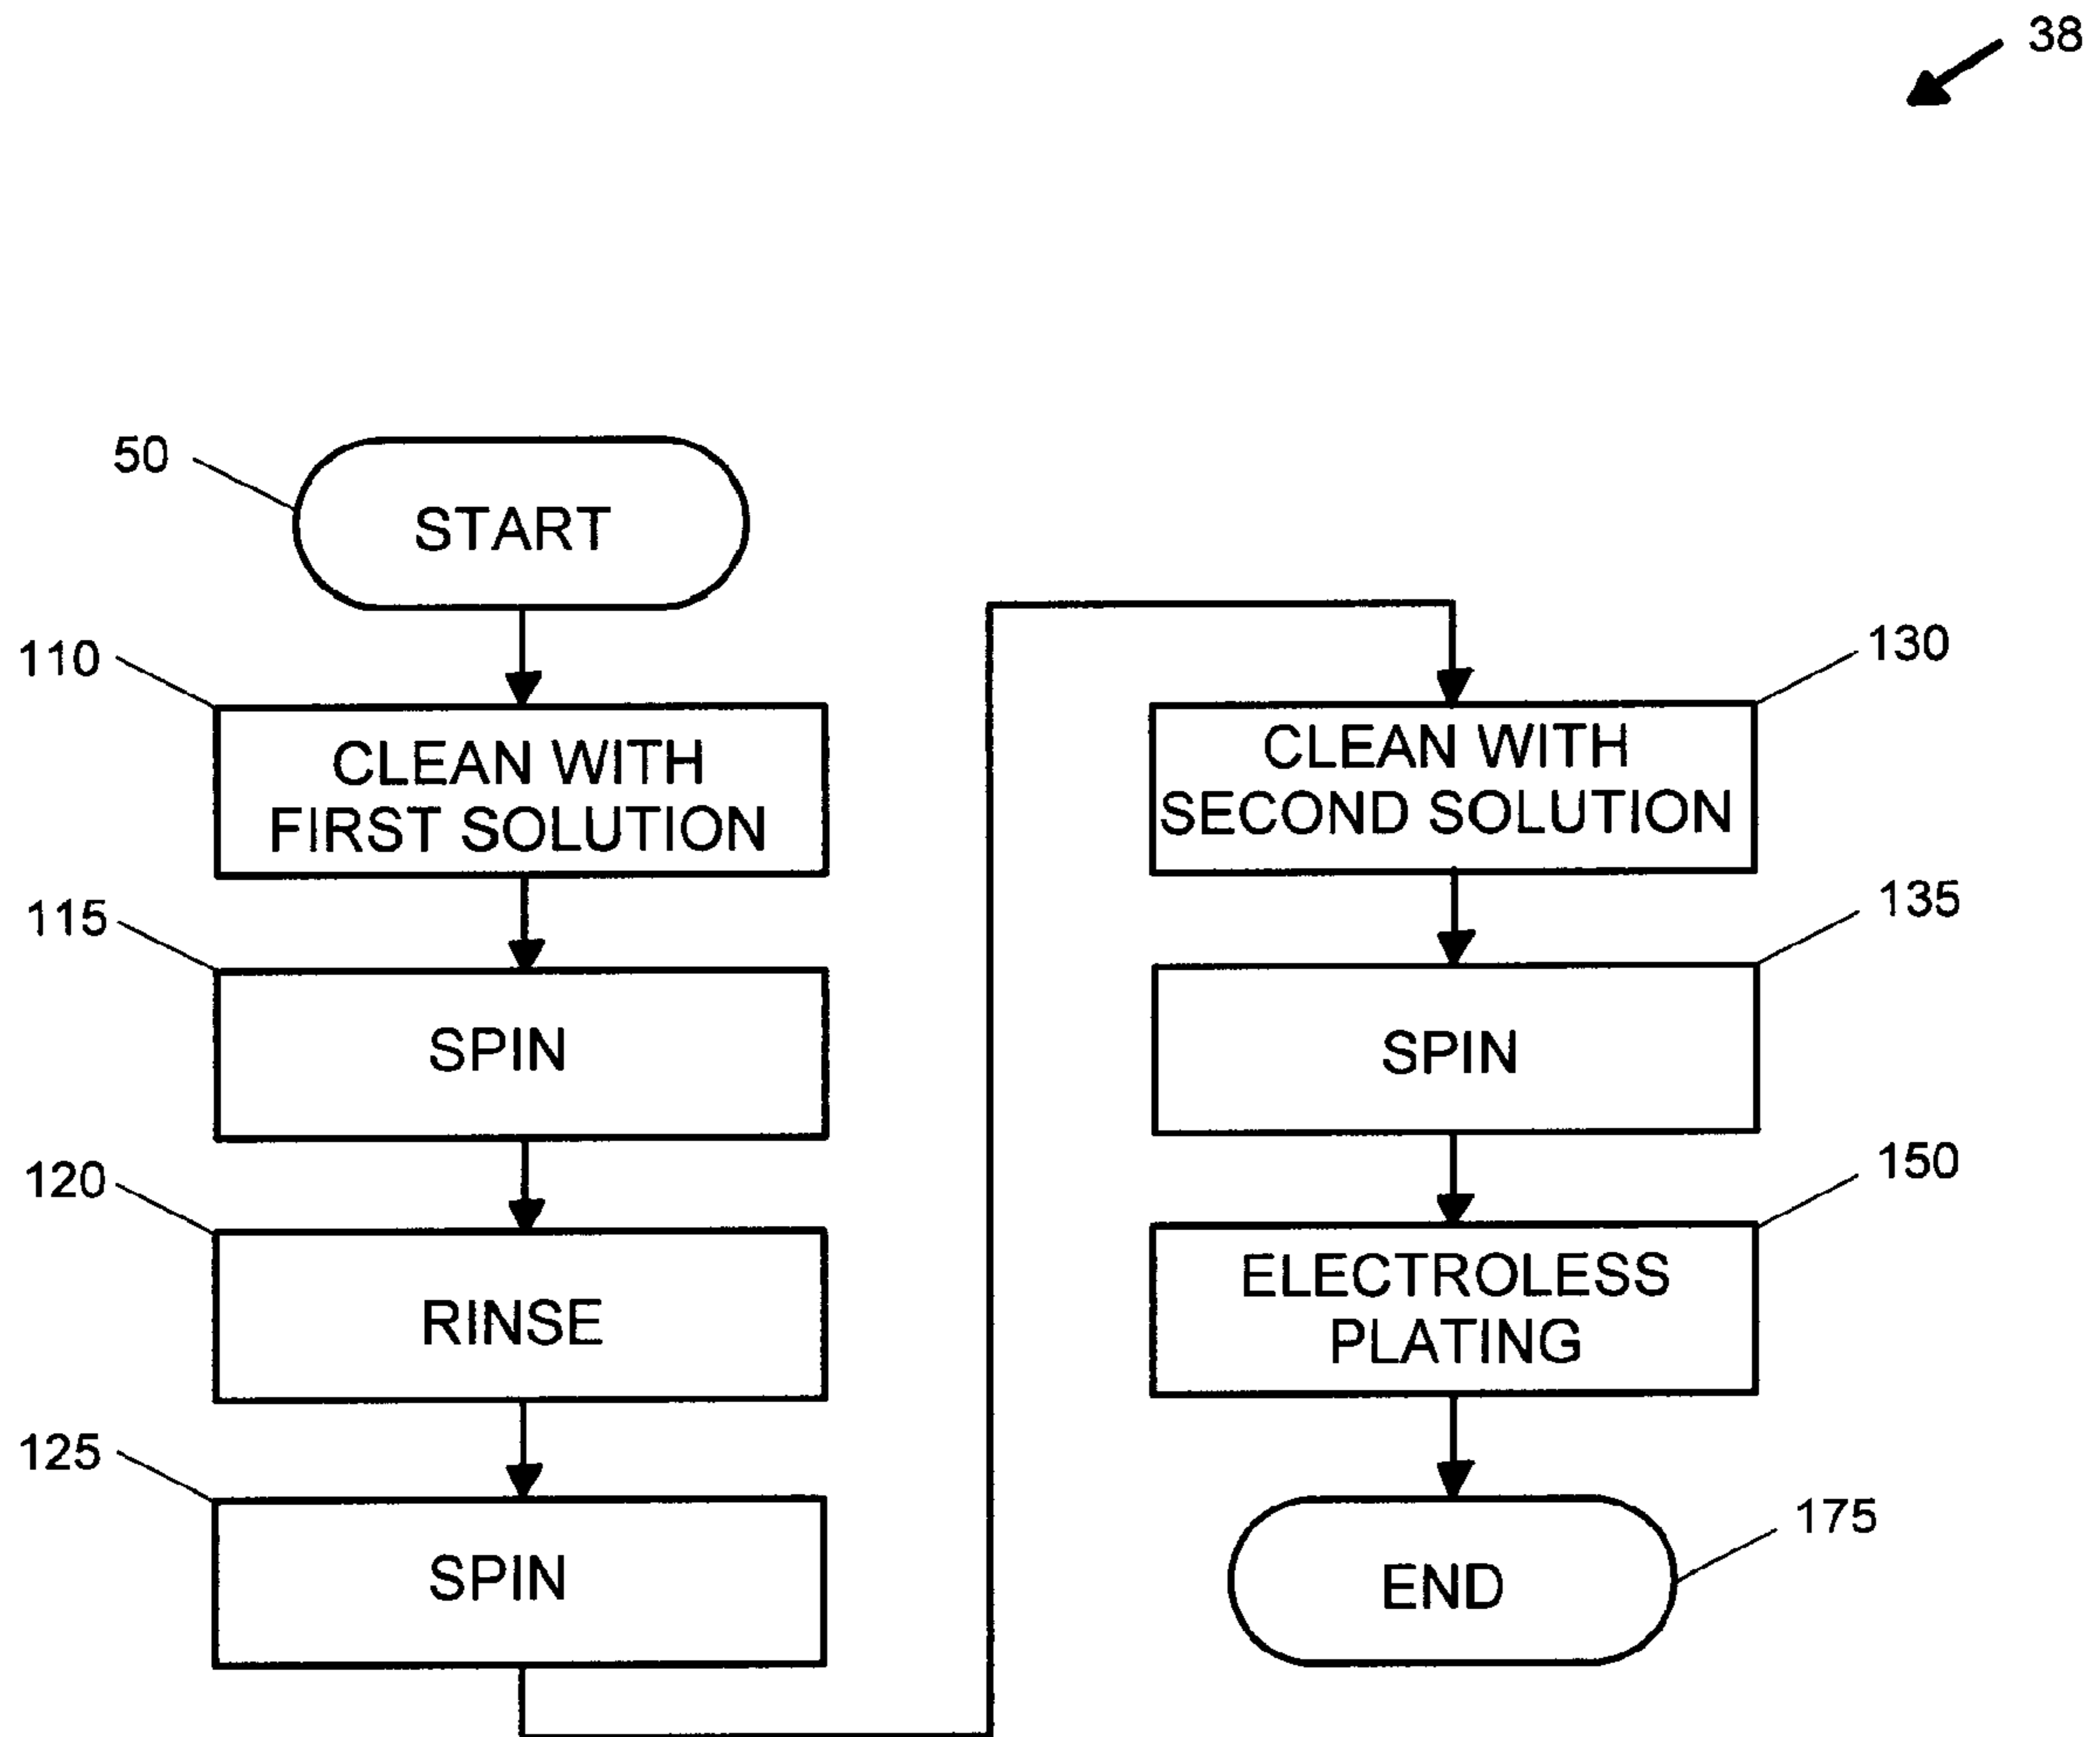 38
50
START
110
CLEAN WITH
FIRST SOLUTION
115
SPIN
120
RINSE
125
SPIN
130
CLEAN WITH
SECOND SOLUTION
135
SPIN
150
ELECTROLESS
PLATING
175
END